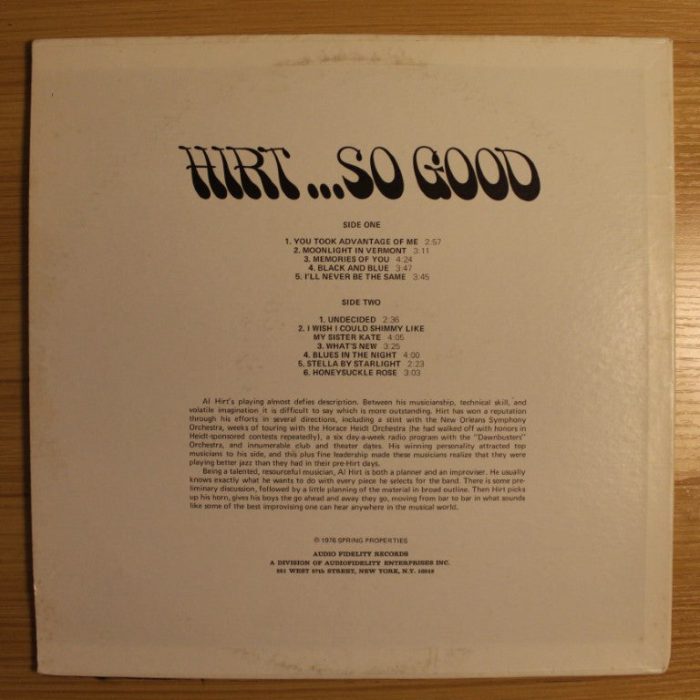 HIRT ...SO GOOD
SIDE ONE
1. YOU TOOK ADVANTAGE OF ME 2:57
2. MOONLIGHT IN VERMONT 3:11
3. MEMORIES OF YOU 4:24
4. BLACK AND BLUE 3:47
5. I'LL NEVER BE THE SAME 3:45
SIDE TWO
1. UNDECIDED 2:36
2. I WISH I COULD SHIMMY LIKE
MY SISTER KATE 4:05
3. WHAT'S NEW 3:25
4. BLUES IN THE NIGHT 4:00
5. STELLA BY STARLIGHT 2:23
6. HONEYSUCKLE ROSE 3:03
Al Hirt's playing almost defies description. Between his musicianship, technical skill, and
volatile imagination it is difficult to say which is more outstanding. Hirt has won a reputation
through his efforts in several directions, including a stint with the New Orleans Symphony
Orchestra, weeks of touring with the Horace Heidt Orchestra (he had walked off with honors in
Heidt-sponsored contests repeatedly), a six day-a-week radio program with the "Dawnbusters"
Orchestra, and innumerable club and theater dates. His winning personality attracted top
musicians to his side, and this plus fine leadership made these musicians realize that they were
playing better jazz than they had in their pre-Hirt days.
Being a talented, resourceful musician, Al Hirt is both a planner and an improviser. He usually
knows exactly what he wants to do with every piece he selects for the band. There is some pre-
liminary discussion, followed by a little planning of the material in broad outline. Then Hirt picks
up his horn, gives his boys the go ahead and away they go, moving from bar to bar in what sounds
like some of the best improvising one can hear anywhere in the musical world.
℗ 1976 SPRING PROPERTIES
AUDIO FIDELITY RECORDS
A DIVISION OF AUDIOFIDELITY ENTERPRISES INC.
221 WEST 57th STREET, NEW YORK, N.Y. 10019